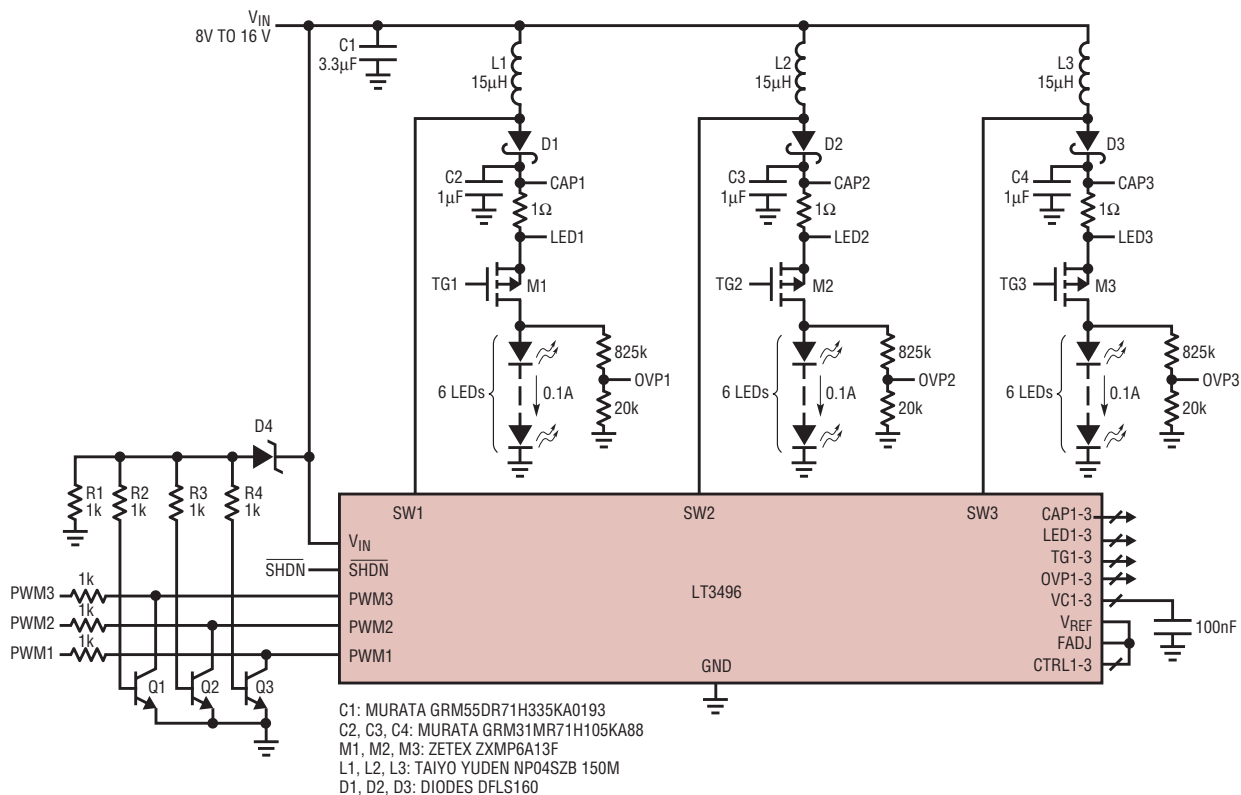 VIN
8V TO 16 V
C1
3.3µF
L1
15µH
L2
15µH
L3
15µH
D1
D2
D3
C2
1µF
CAP1
1Ω
LED1
C3
1µF
CAP2
1Ω
LED2
C4
1µF
CAP3
1Ω
LED3
TG1
M1
TG2
M2
TG3
M3
6 LEDs
0.1A
825k
OVP1
20k
6 LEDs
0.1A
825k
OVP2
20k
6 LEDs
0.1A
825k
OVP3
20k
D4
R1
1k
R2
1k
R3
1k
R4
1k
SW1
SW2
SW3
VIN
SHDN
SHDN
PWM3
1k
PWM3
PWM2
1k
PWM2
PWM1
1k
PWM1
LT3496
GND
CAP1-3
LED1-3
TG1-3
OVP1-3
VC1-3
VREF
FADJ
CTRL1-3
100nF
Q1
Q2
Q3
C1: MURATA GRM55DR71H335KA0193
C2, C3, C4: MURATA GRM31MR71H105KA88
M1, M2, M3: ZETEX ZXMP6A13F
L1, L2, L3: TAIYO YUDEN NP04SZB 150M
D1, D2, D3: DIODES DFLS160